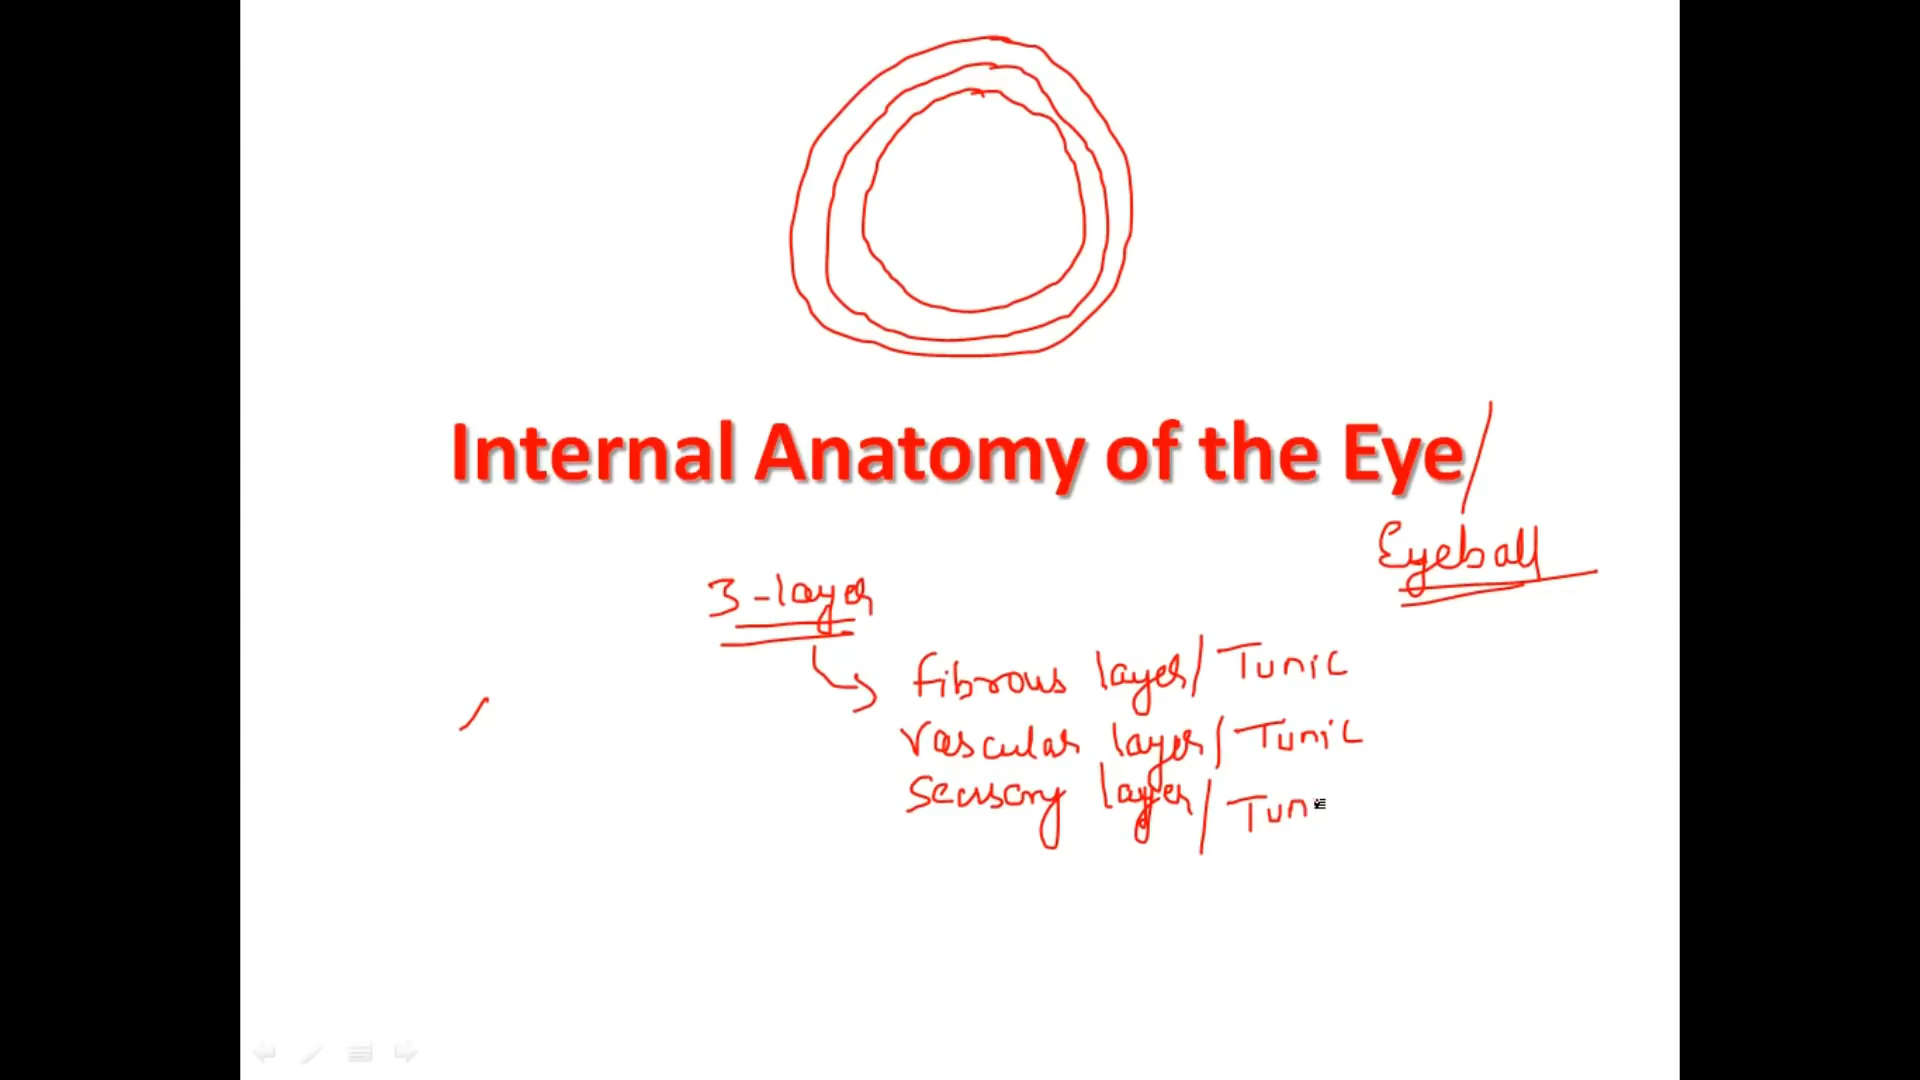 Internal Anatomy of the Eye/
Eyeball
3-layer
fibrous layer/Tunic
vascular layer/Tunic
sensory layer/Tun